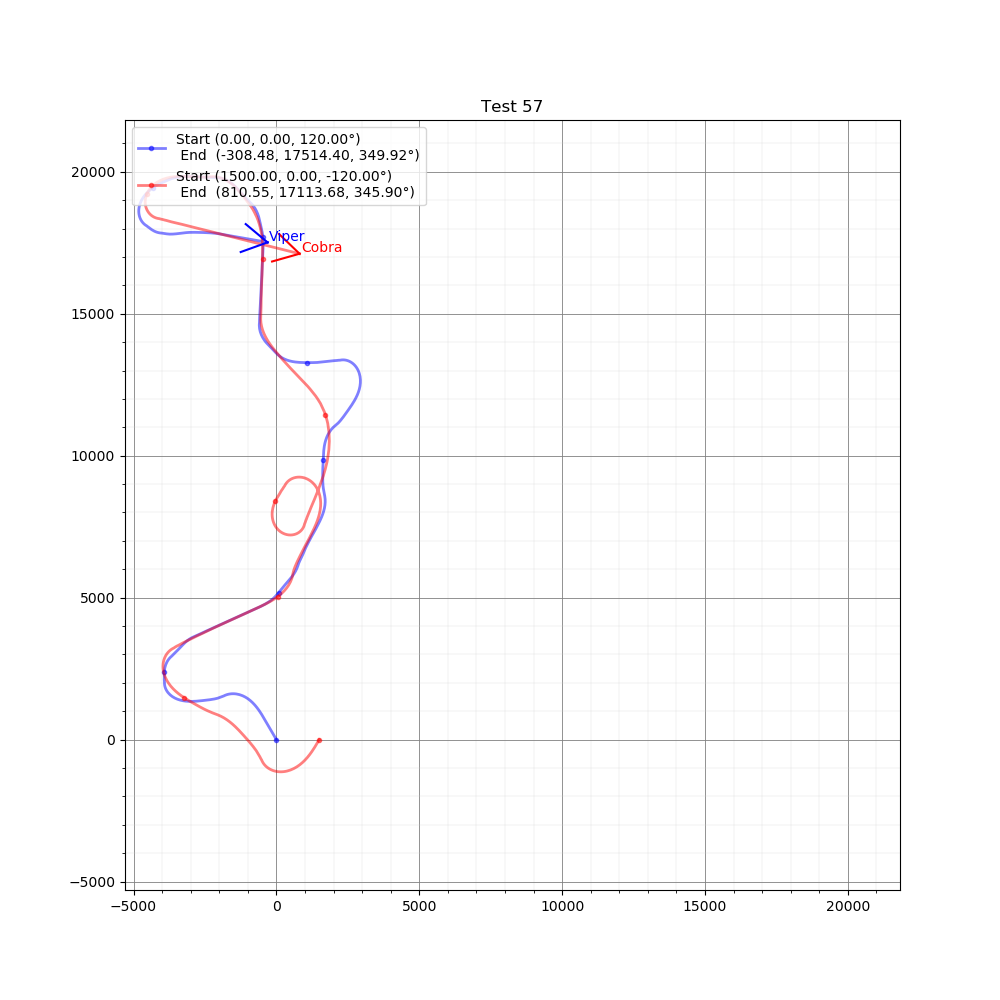 Test 57
Start (0.00, 0.00, 120.00°)
End (-308.48, 17514.40, 349.92°)
Start (1500.00, 0.00, -120.00°)
End (810.55, 17113.68, 345.90°)
Viper
Cobra
20000
15000
10000
5000
0
−5000
−5000 0 5000 10000 15000 20000